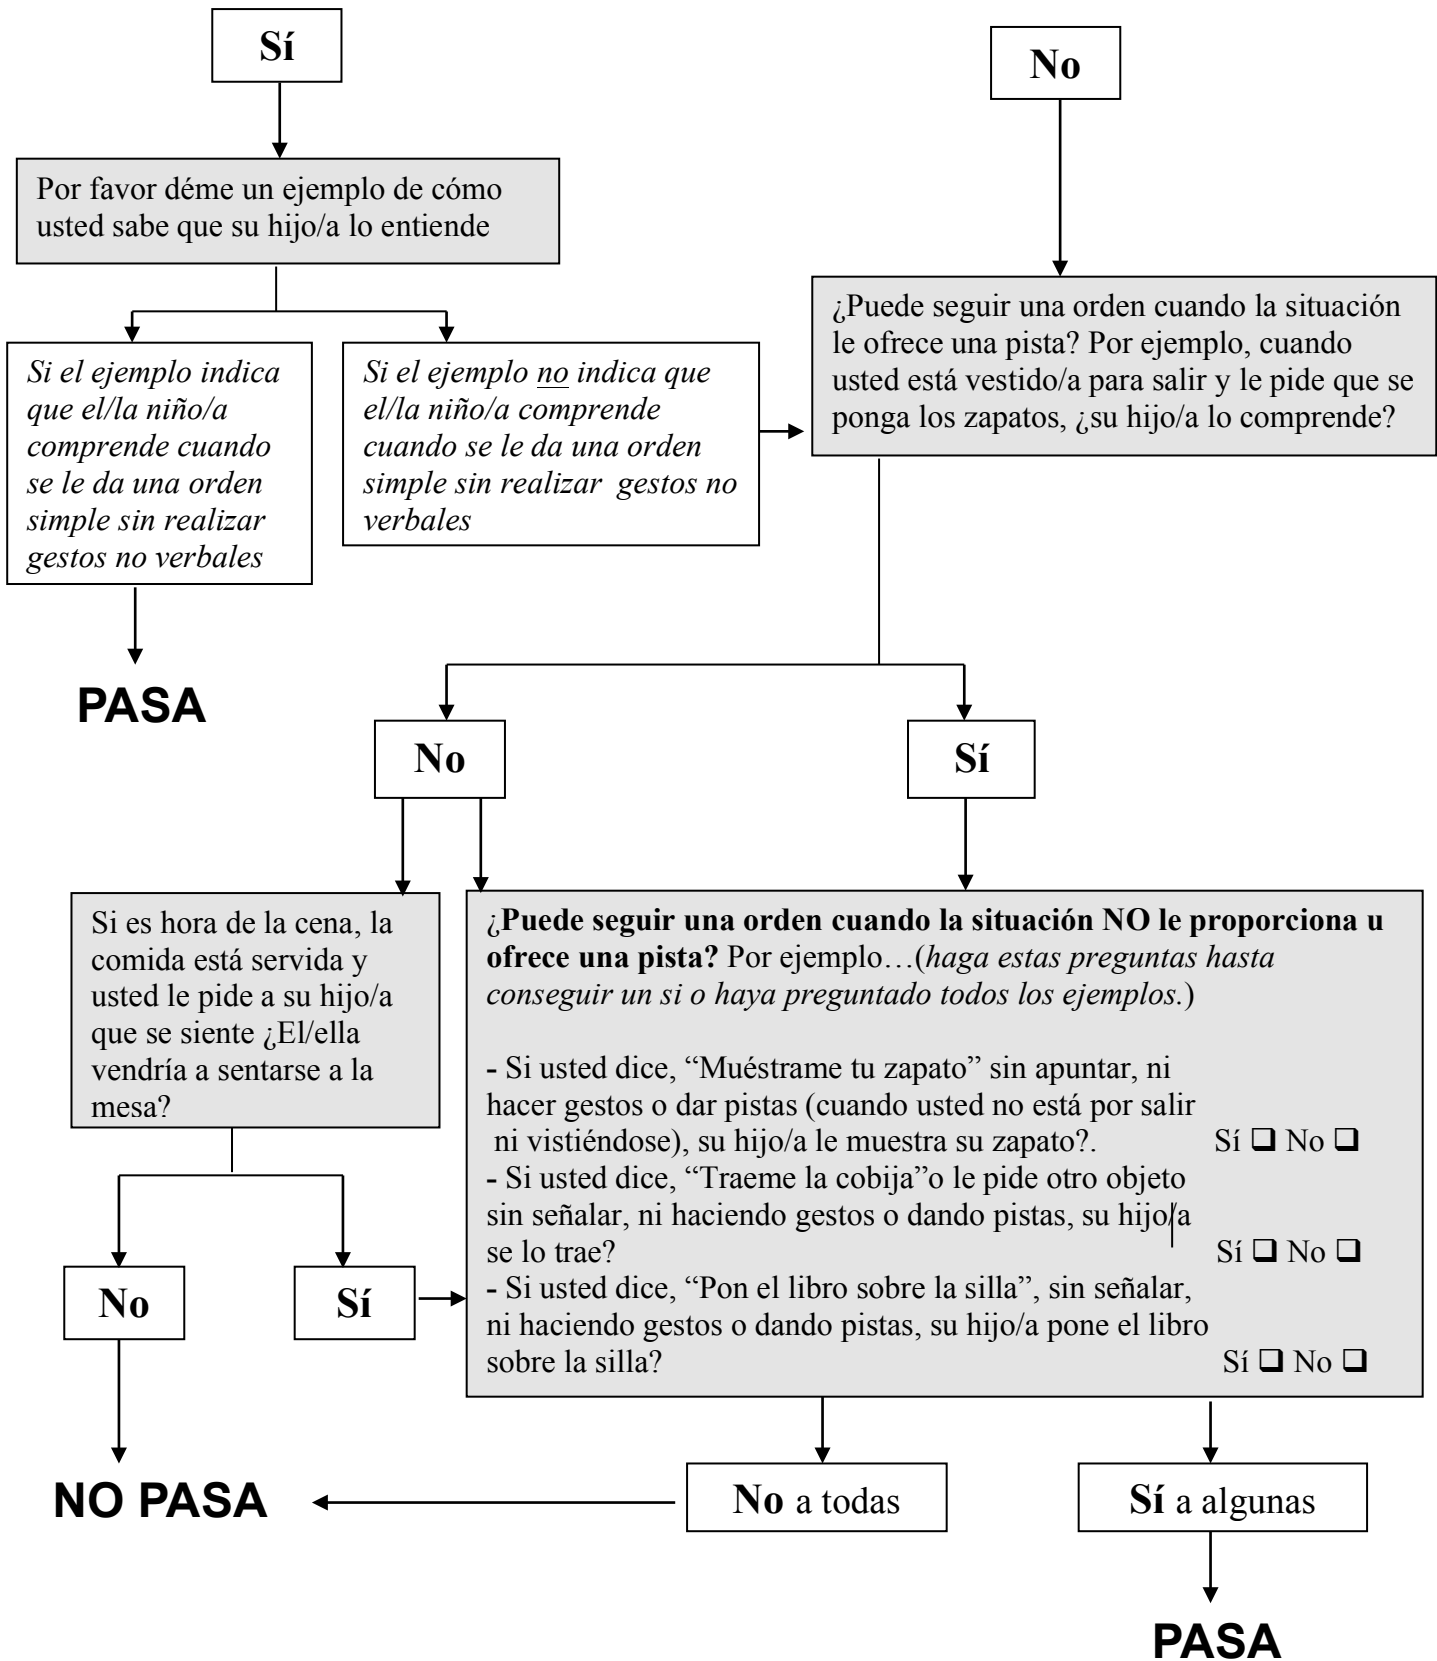 Sí
No
Por favor déme un ejemplo de cómo
usted sabe que su hijo/a lo entiende
¿Puede seguir una orden cuando la situación
le ofrece una pista? Por ejemplo, cuando
usted está vestido/a para salir y le pide que se
ponga los zapatos, ¿su hijo/a lo comprende?
Si el ejemplo indica
que el/la niño/a
comprende cuando
se le da una orden
simple sin realizar
gestos no verbales
Si el ejemplo no indica que
el/la niño/a comprende
cuando se le da una orden
simple sin realizar  gestos no
verbales
PASA
No
Sí
Si es hora de la cena, la
comida está servida y
usted le pide a su hijo/a
que se siente ¿El/ella
vendría a sentarse a la
mesa?
¿Puede seguir una orden cuando la situación NO le proporciona u
ofrece una pista? Por ejemplo…(haga estas preguntas hasta
conseguir un si o haya preguntado todos los ejemplos.)
- Si usted dice, “Muéstrame tu zapato” sin apuntar, ni
hacer gestos o dar pistas (cuando usted no está por salir
ni vistiéndose), su hijo/a le muestra su zapato?. Sí ❑ No ❑
- Si usted dice, “Traeme la cobija”o le pide otro objeto
sin señalar, ni haciendo gestos o dando pistas, su hijo/a
se lo trae? Sí ❑ No ❑
- Si usted dice, “Pon el libro sobre la silla”, sin señalar,
ni haciendo gestos o dando pistas, su hijo/a pone el libro
sobre la silla? Sí ❑ No ❑
No
Sí
NO PASA
No a todas
Sí a algunas
PASA